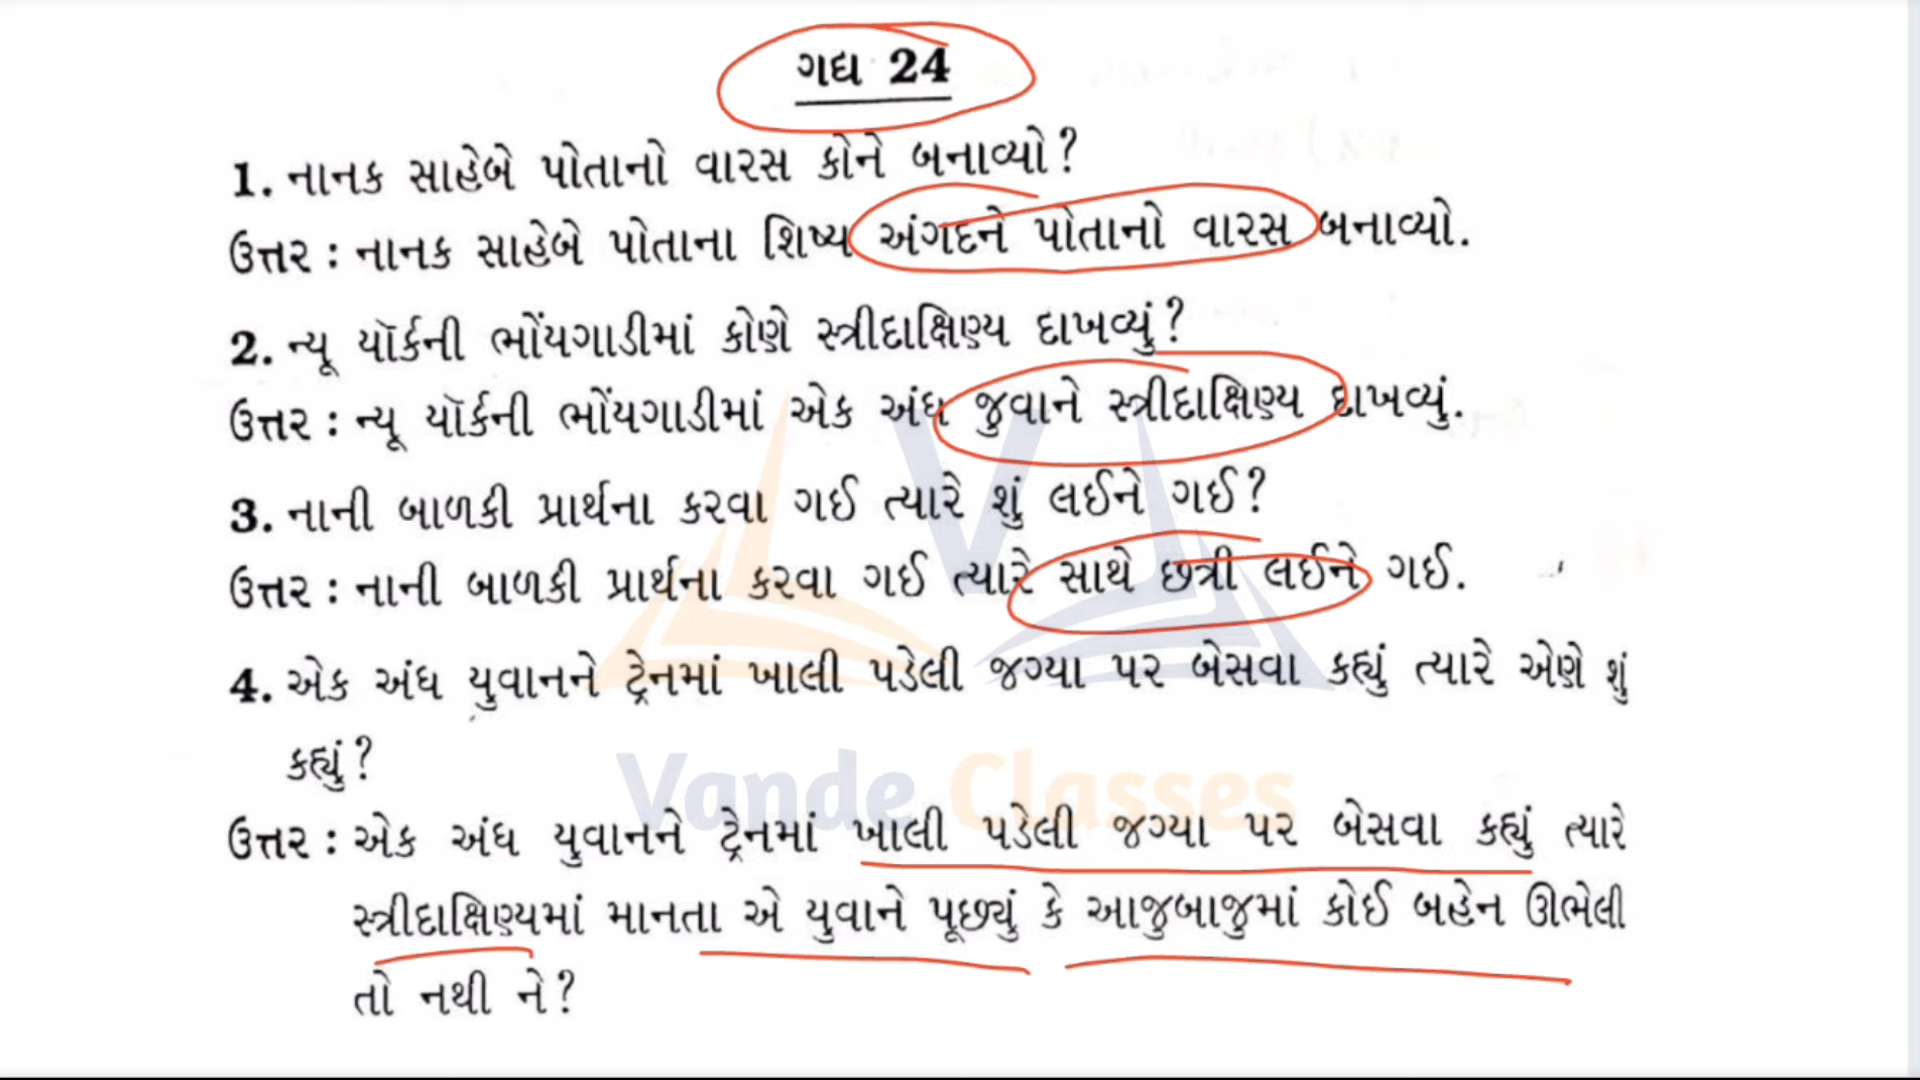 ગદ્ય 24
1. નાનક સાહેબે પોતાનો વારસ કોને બનાવ્યો?
ઉત્તર : નાનક સાહેબે પોતાના શિષ્ય અંગદને પોતાનો વારસ બનાવ્યો.
2. ન્યૂ યૉર્કની ભોંયગાડીમાં કોણે સ્ત્રીદાક્ષિણ્ય દાખવ્યું?
ઉત્તર : ન્યૂ યૉર્કની ભોંયગાડીમાં એક અંધ જુવાને સ્ત્રીદાક્ષિણ્ય દાખવ્યું.
3. નાની બાળકી પ્રાર્થના કરવા ગઈ ત્યારે શું લઈને ગઈ?
ઉત્તર : નાની બાળકી પ્રાર્થના કરવા ગઈ ત્યારે સાથે છત્રી લઈને ગઈ.
4. એક અંધ યુવાનને ટ્રેનમાં ખાલી પડેલી જગ્યા પર બેસવા કહ્યું ત્યારે એણે શું
કહ્યું?
Vande Classes
ઉત્તર : એક અંધ યુવાનને ટ્રેનમાં ખાલી પડેલી જગ્યા પર બેસવા કહ્યું ત્યારે
સ્ત્રીદાક્ષિણ્યમાં માનતા એ યુવાને પૂછ્યું કે આજુબાજુમાં કોઈ બહેન ઊભેલી
તો નથી ને?